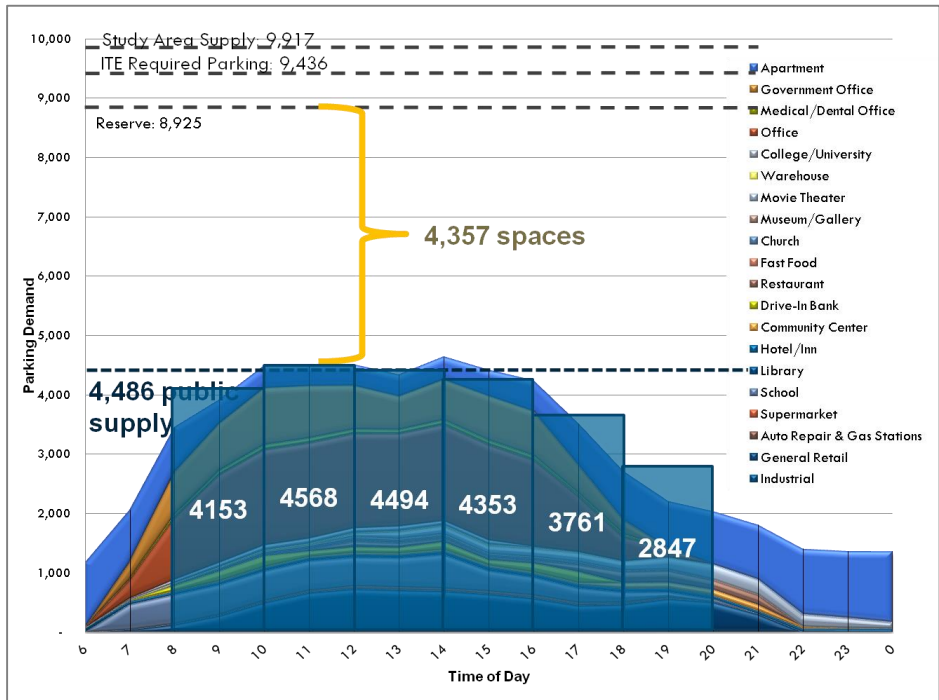 10,000
9,000
8,000
7,000
6,000
5,000
4,000
3,000
2,000
1,000
-
Parking Demand
Study Area Supply: 9,917
ITE Required Parking: 9,436
Reserve: 8,925
4,357 spaces
4,486 public
supply
4153
4568
4494
4353
3761
2847
6 7 8 9 10 11 12 13 14 15 16 17 18 19 20 21 22 23 0
Time of Day
Apartment
Government Office
Medical/Dental Office
Office
College/University
Warehouse
Movie Theater
Museum/Gallery
Church
Fast Food
Restaurant
Drive-In Bank
Community Center
Hotel/Inn
Library
School
Supermarket
Auto Repair & Gas Stations
General Retail
Industrial